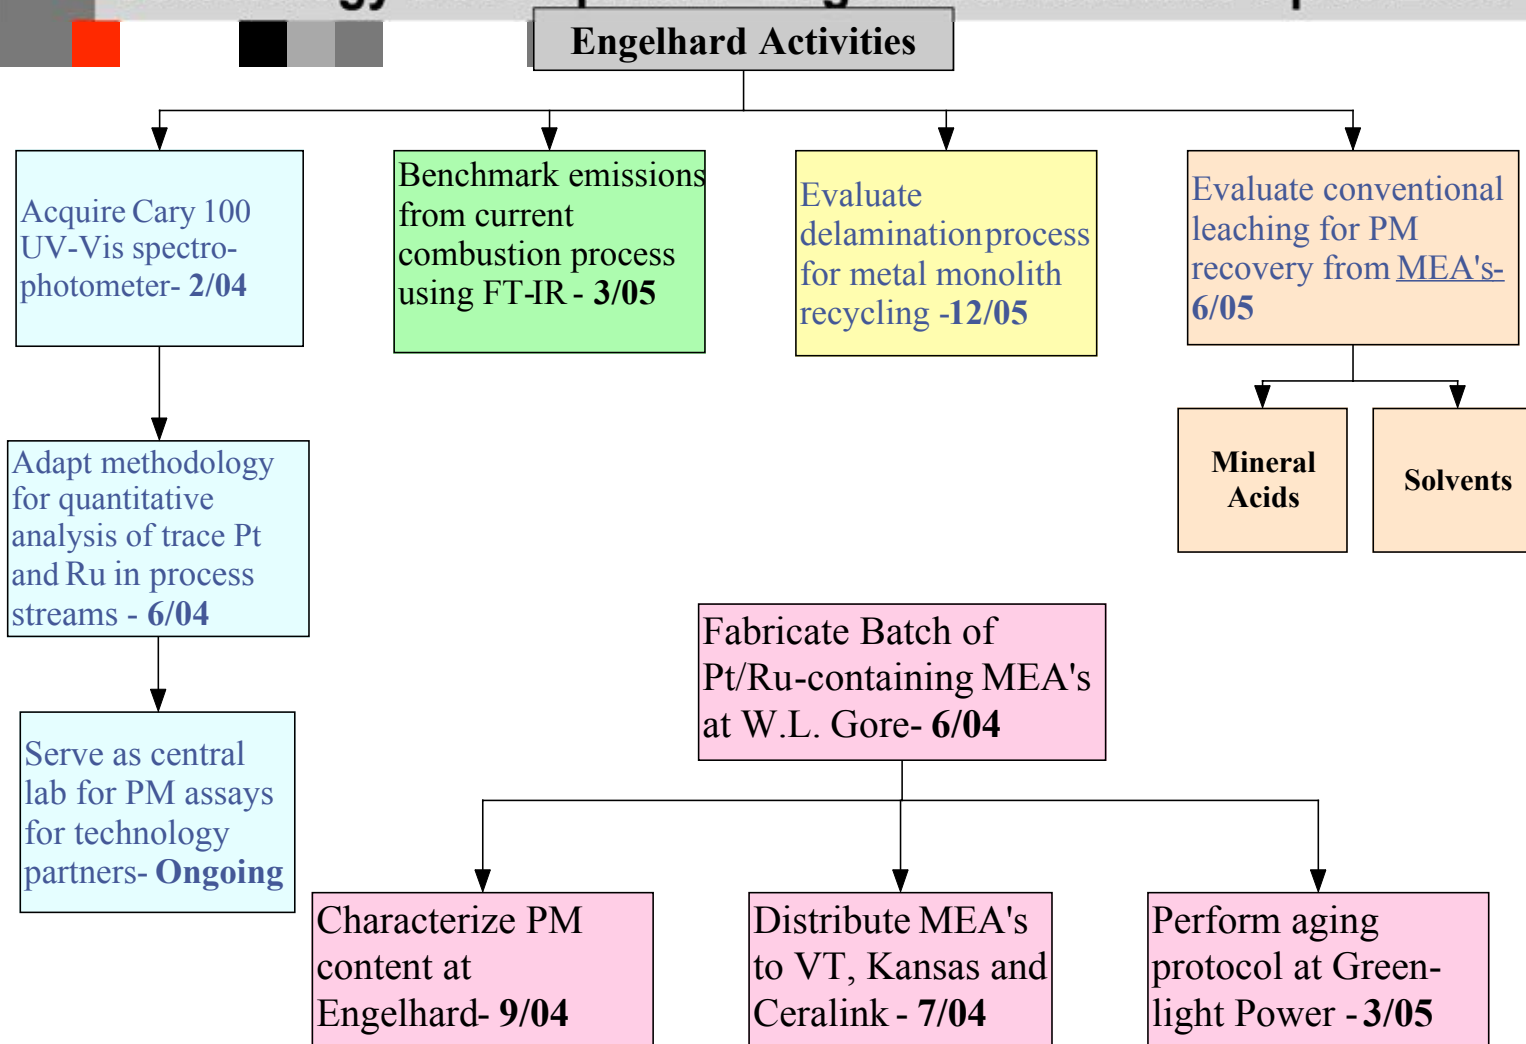 Engelhard Activities
Acquire Cary 100
UV-Vis spectro-
photometer- 2/04
Benchmark emissions
from current
combustion process
using FT-IR - 3/05
Evaluate
delamination process
for metal monolith
recycling -12/05
Evaluate conventional
leaching for PM
recovery from MEA's-
6/05
Mineral
Acids
Solvents
Adapt methodology
for quantitative
analysis of trace Pt
and Ru in process
streams - 6/04
Serve as central
lab for PM assays
for technology
partners- Ongoing
Fabricate Batch of
Pt/Ru-containing MEA's
at W.L. Gore- 6/04
Characterize PM
content at
Engelhard- 9/04
Distribute MEA's
to VT, Kansas and
Ceralink - 7/04
Perform aging
protocol at Green-
light Power - 3/05